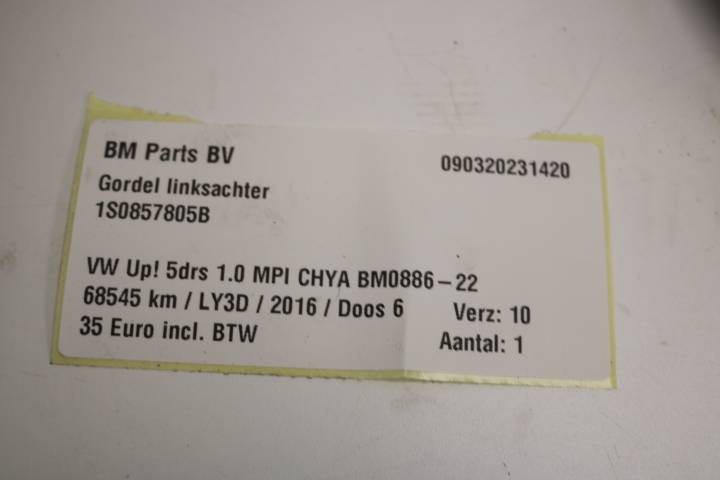 BM Parts BV 090320231420
Gordel linksachter
1S0857805B
VW Up! 5drs 1.0 MPI CHYA BM0886-22
68545 km / LY3D / 2016 / Doos 6 Verz: 10
35 Euro incl. BTW Aantal: 1